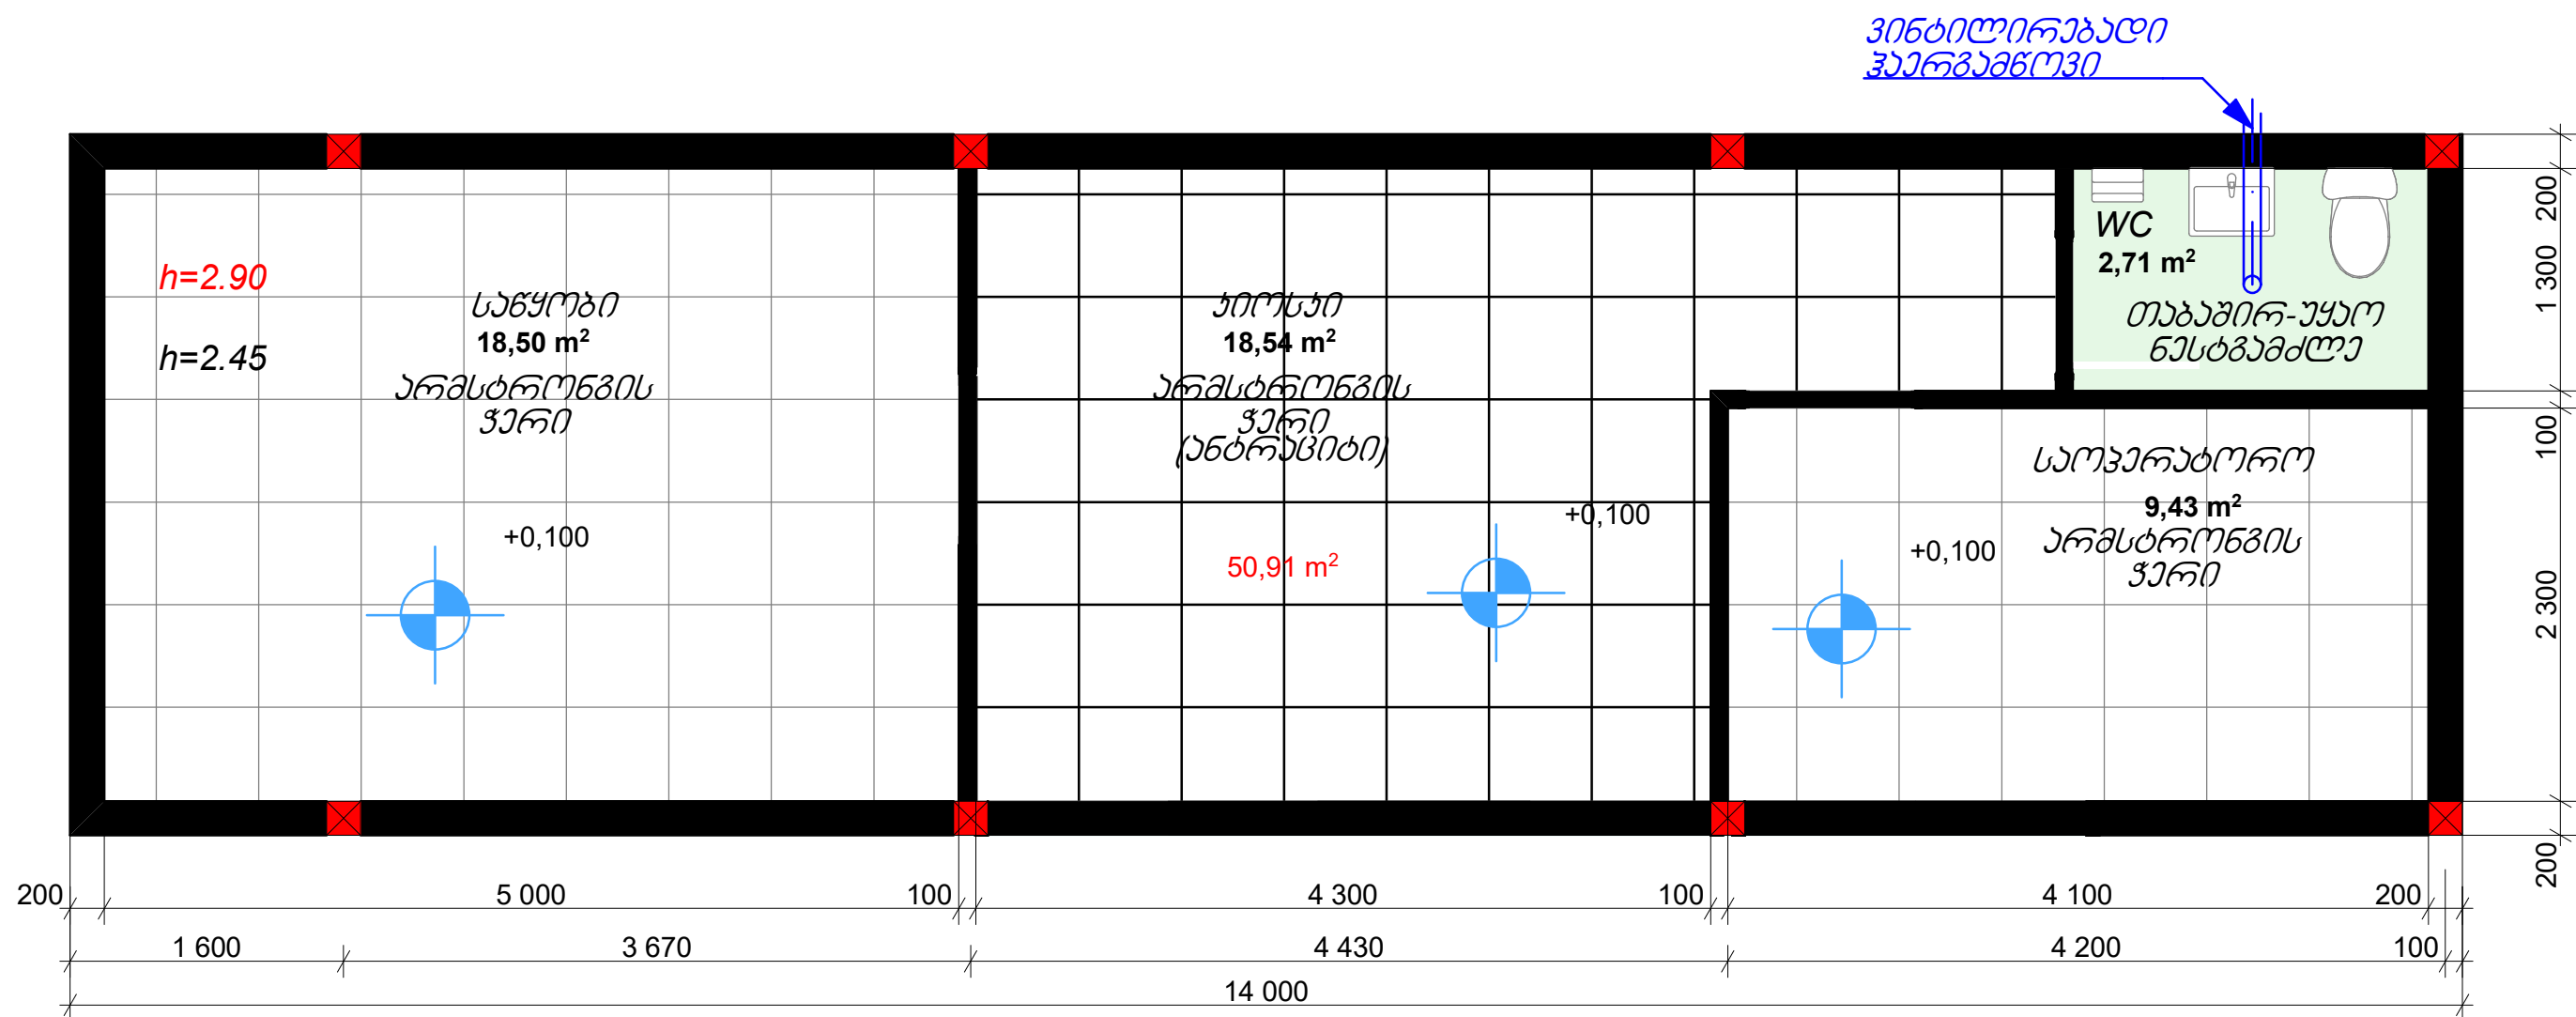 ვინტილირებადი
ჰაერგამწოვი
h=2.90
h=2.45
საწყობი
18,50 m²
არმსტრონგის
ჭერი
+0,100
კიოსკი
18,54 m²
არმსტრონგის
ჭერი
(ანტრაციტი)
+0,100
50,91 m²
WC
2,71 m²
თაბაშირ-უყაო
ნესტგამძლე
საოპერატორო
9,43 m²
არმსტრონგის
ჭერი
+0,100
200
1 300
100
2 300
200
200 5 000 100 4 300 100 4 100 200
1 600 3 670 4 430 4 200 100
14 000